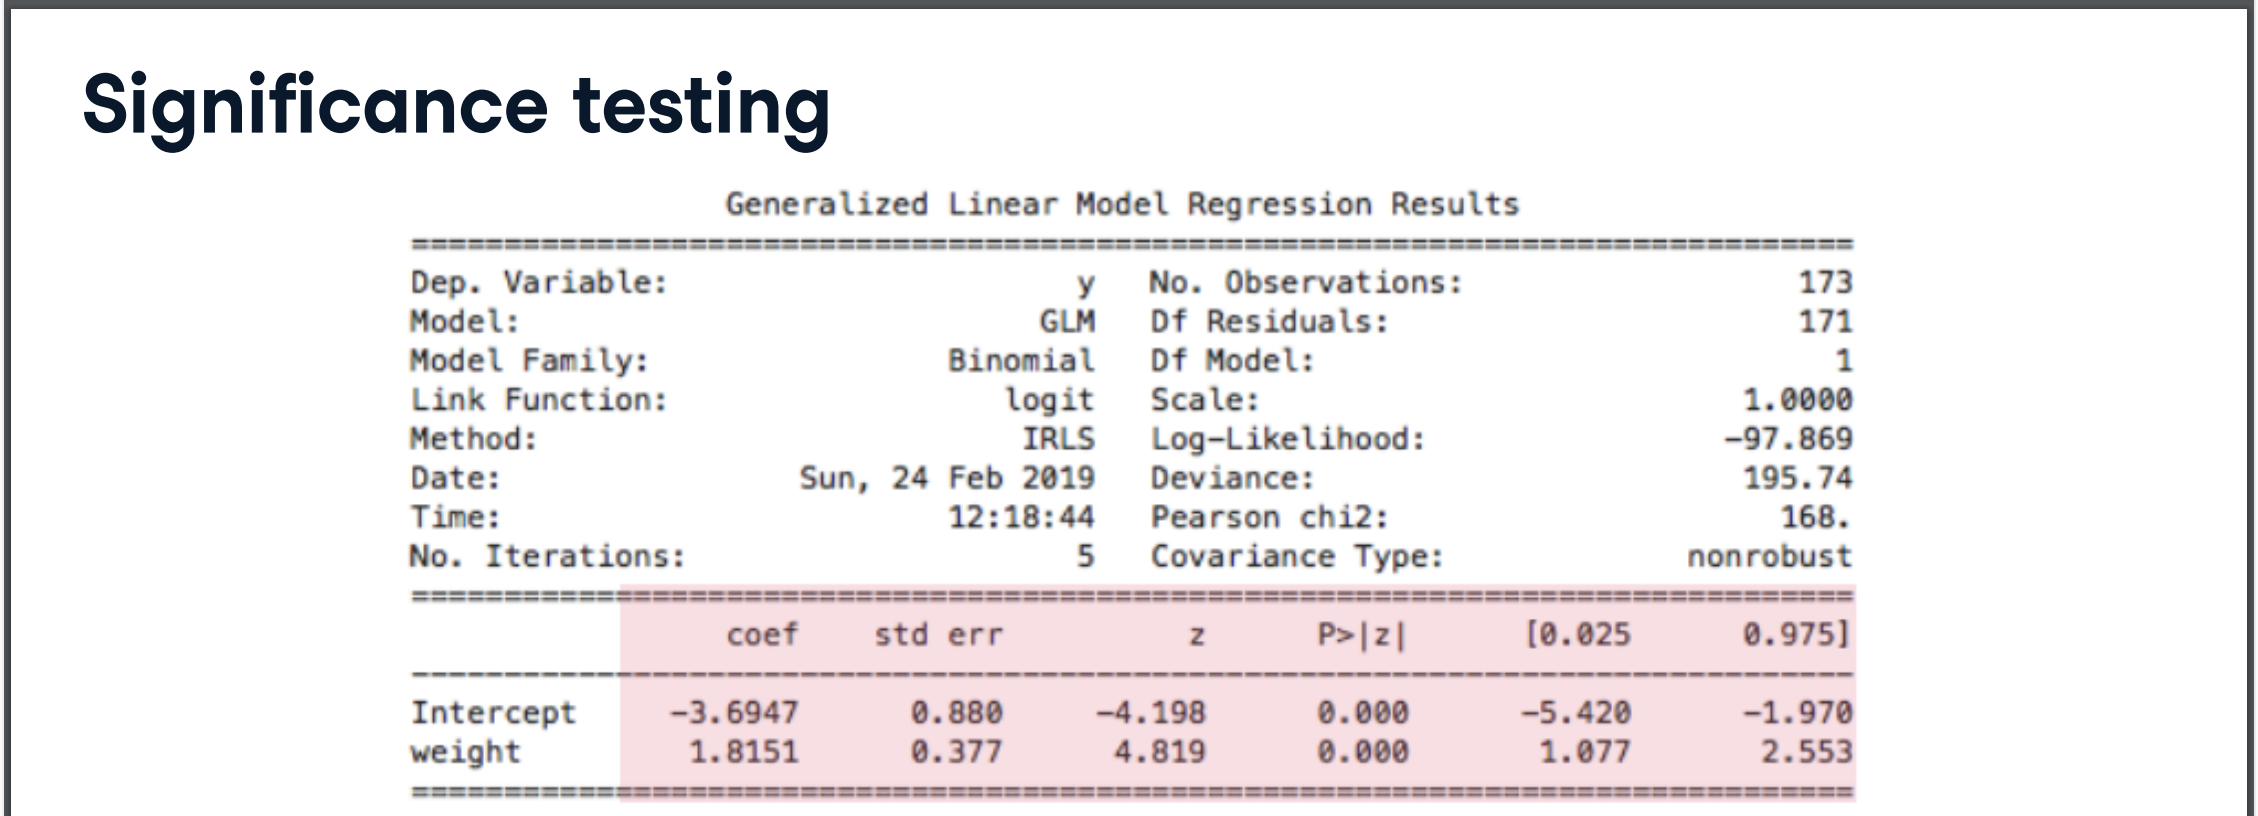 Significance testing
Generalized Linear Model Regression Results
==============================================================================
Dep. Variable: y No. Observations: 173
Model: GLM Df Residuals: 171
Model Family: Binomial Df Model: 1
Link Function: logit Scale: 1.0000
Method: IRLS Log-Likelihood: -97.869
Date: Sun, 24 Feb 2019 Deviance: 195.74
Time: 12:18:44 Pearson chi2: 168.
No. Iterations: 5 Covariance Type: nonrobust
==============================================================================
coef std err z P>|z| [0.025 0.975]
------------------------------------------------------------------------------
Intercept -3.6947 0.880 -4.198 0.000 -5.420 -1.970
weight 1.8151 0.377 4.819 0.000 1.077 2.553
==============================================================================